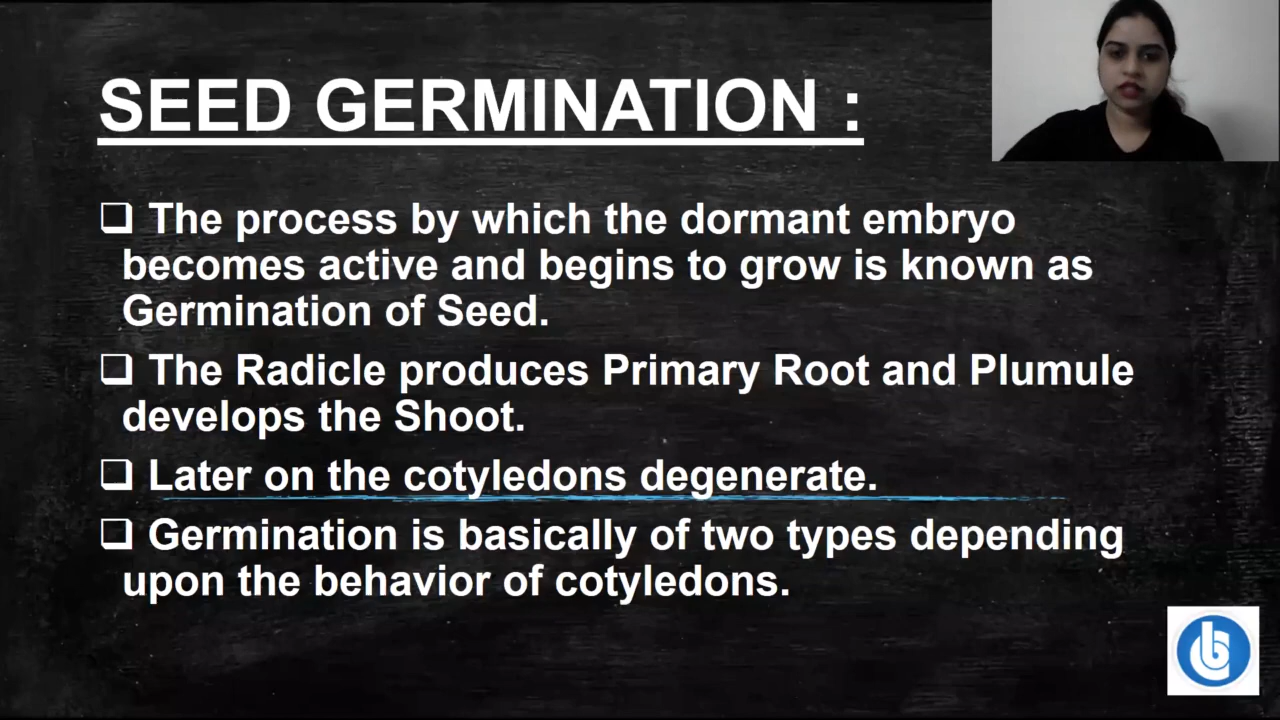 SEED GERMINATION :
❑ The process by which the dormant embryo
becomes active and begins to grow is known as
Germination of Seed.
❑ The Radicle produces Primary Root and Plumule
develops the Shoot.
❑ Later on the cotyledons degenerate.
❑ Germination is basically of two types depending
upon the behavior of cotyledons.